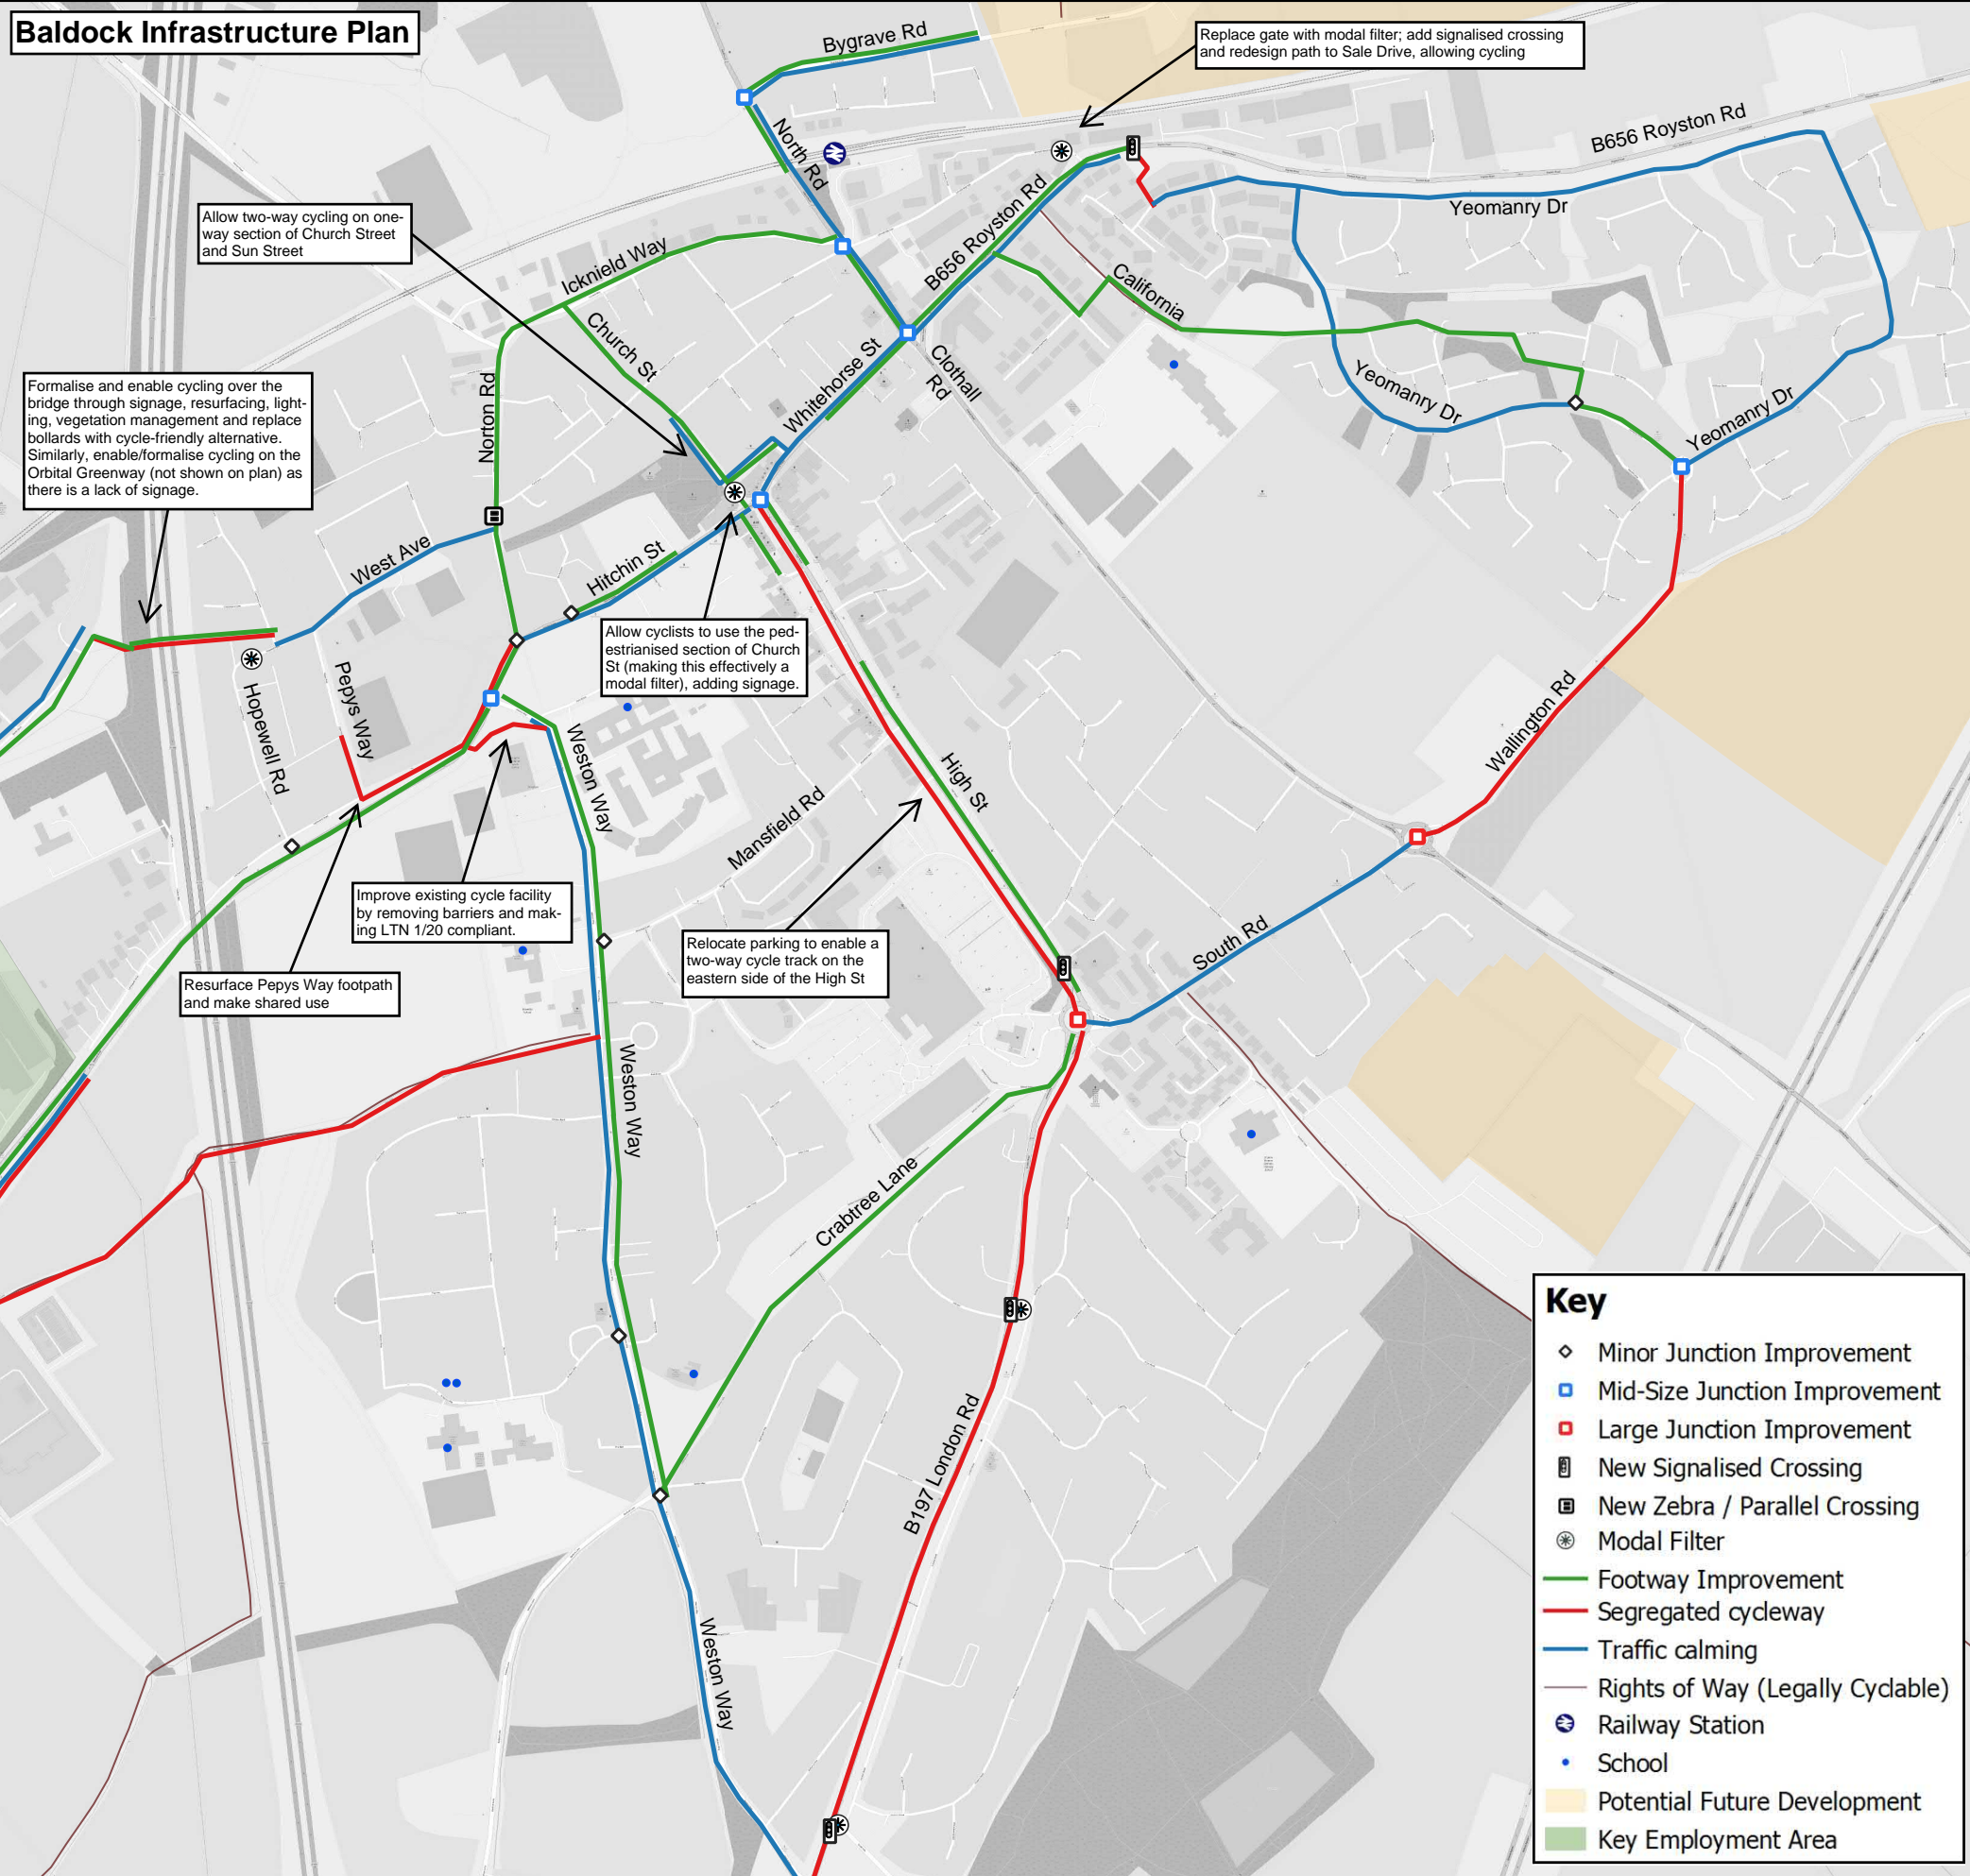 Baldock Infrastructure Plan
Bygrave Rd
Replace gate with modal filter; add signalised crossing
and redesign path to Sale Drive, allowing cycling
North Rd
B656 Royston Rd
Yeomanry Dr
Allow two-way cycling on one-
way section of Church Street
and Sun Street
Icknield Way
B656 Royston Rd
California
Church St
Whitehorse St
Clothall
Rd
Yeomanry Dr
Yeomanry Dr
Norton Rd
Formalise and enable cycling over the
bridge through signage, resurfacing, light-
ing, vegetation management and replace
bollards with cycle-friendly alternative.
Similarly, enable/formalise cycling on the
Orbital Greenway (not shown on plan) as
there is a lack of signage.
West Ave
Hitchin St
Allow cyclists to use the ped-
estrianised section of Church
St (making this effectively a
modal filter), adding signage.
Pepys Way
Hopewell Rd
Weston Way
High St
Wallington Rd
Mansfield Rd
Improve existing cycle facility
by removing barriers and mak-
ing LTN 1/20 compliant.
Relocate parking to enable a
two-way cycle track on the
eastern side of the High St
South Rd
Resurface Pepys Way footpath
and make shared use
Weston Way
Crabtree Lane
B197 London Rd
Weston Way
Key
Minor Junction Improvement
Mid-Size Junction Improvement
Large Junction Improvement
New Signalised Crossing
New Zebra / Parallel Crossing
Modal Filter
Footway Improvement
Segregated cycleway
Traffic calming
Rights of Way (Legally Cyclable)
Railway Station
School
Potential Future Development
Key Employment Area